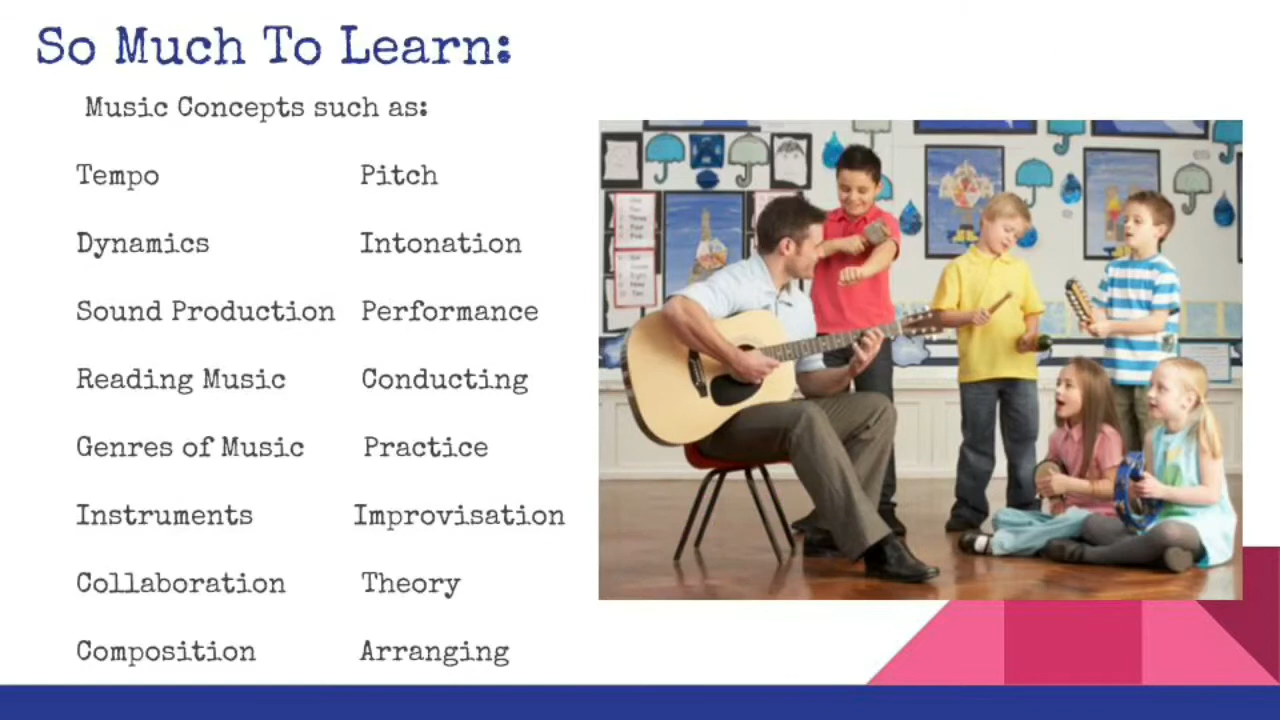 So Much To Learn:
Music Concepts such as:
Tempo Pitch
Dynamics Intonation
Sound Production Performance
Reading Music Conducting
Genres of Music Practice
Instruments Improvisation
Collaboration Theory
Composition Arranging